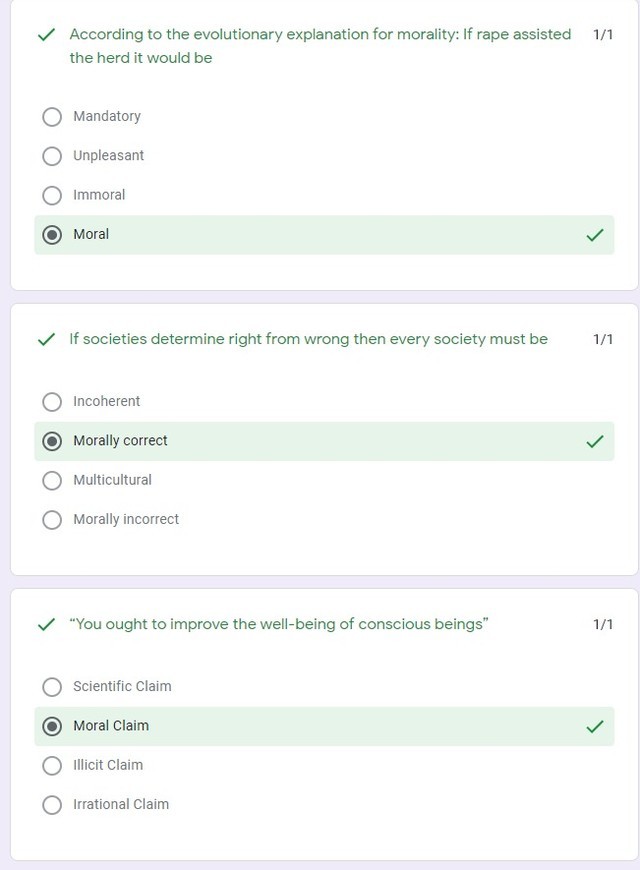 According to the evolutionary explanation for morality: If rape assisted 1/1
the herd it would be
Mandatory
Unpleasant
Immoral
Moral
If societies determine right from wrong then every society must be 1/1
Incoherent
Morally correct
Multicultural
Morally incorrect
“You ought to improve the well-being of conscious beings” 1/1
Scientific Claim
Moral Claim
Illicit Claim
Irrational Claim